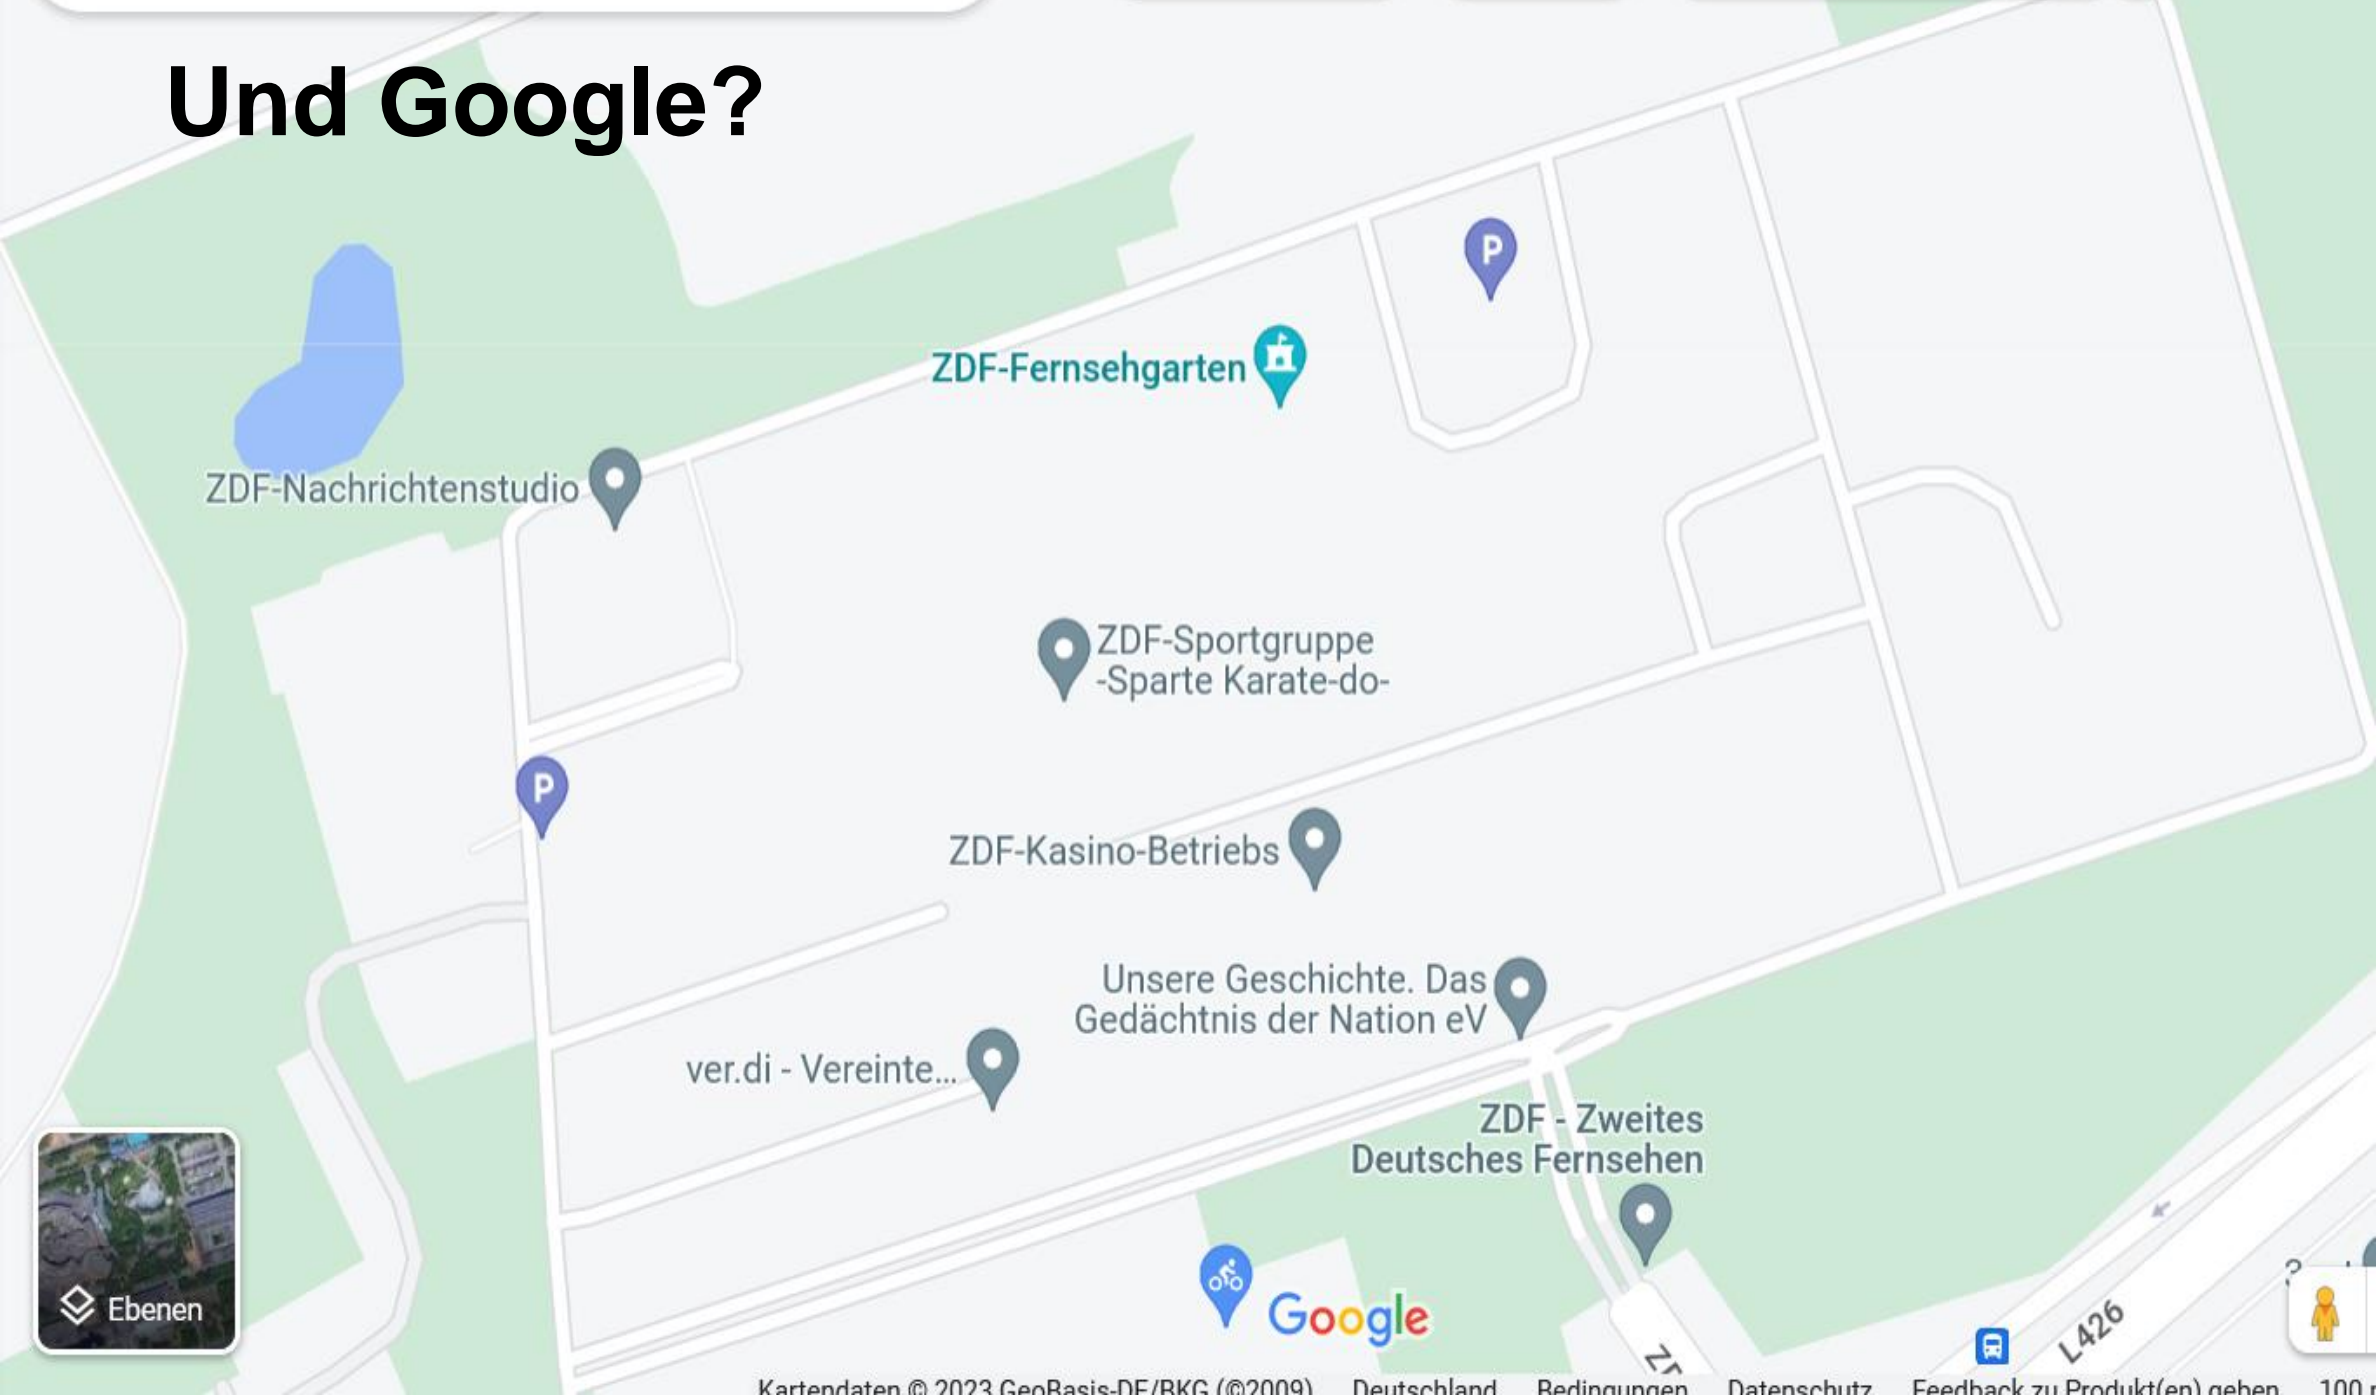 Und Google?
P
ZDF-Fernsehgarten
ZDF-Nachrichtenstudio
ZDF-Sportgruppe
-Sparte Karate-do-
P
ZDF-Kasino-Betriebs
Unsere Geschichte. Das
Gedächtnis der Nation eV
ver.di - Vereinte...
ZDF - Zweites
Deutsches Fernsehen
Ebenen
Google
L426
Kartendaten © 2023 GeoBasis-DE/BKG (©2009) Deutschland Bedingungen Datenschutz Feedback zu Produkt(en) geben 100